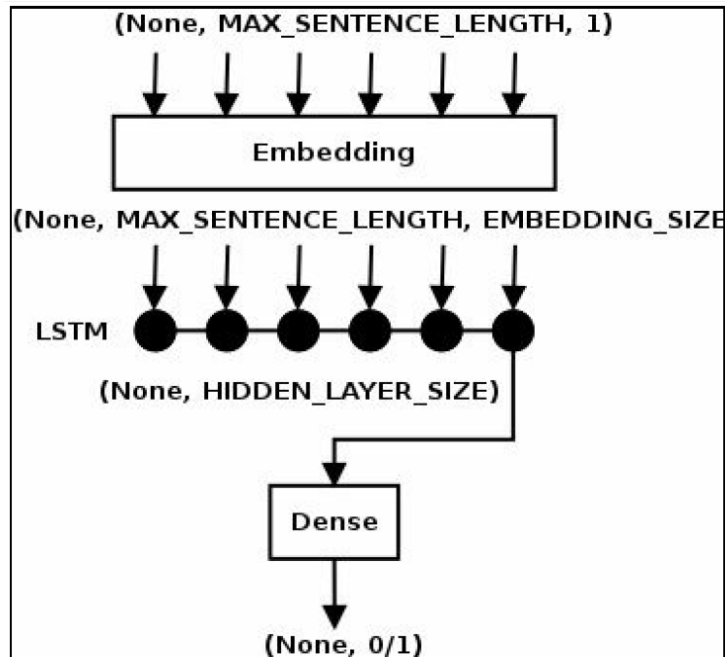 (None, MAX_SENTENCE_LENGTH, 1)
Embedding
(None, MAX_SENTENCE_LENGTH, EMBEDDING_SIZE
LSTM
(None, HIDDEN_LAYER_SIZE)
Dense
(None, 0/1)